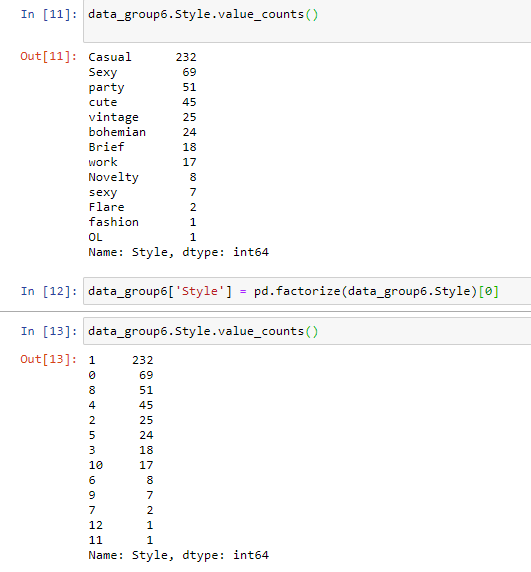 In [11]: data_group6.Style.value_counts()
Out[11]: Casual 232
Sexy 69
party 51
cute 45
vintage 25
bohemian 24
Brief 18
work 17
Novelty 8
sexy 7
Flare 2
fashion 1
OL 1
Name: Style, dtype: int64
In [12]: data_group6['Style'] = pd.factorize(data_group6.Style)[0]
In [13]: data_group6.Style.value_counts()
Out[13]: 1 232
0 69
8 51
4 45
2 25
5 24
3 18
10 17
6 8
9 7
7 2
12 1
11 1
Name: Style, dtype: int64